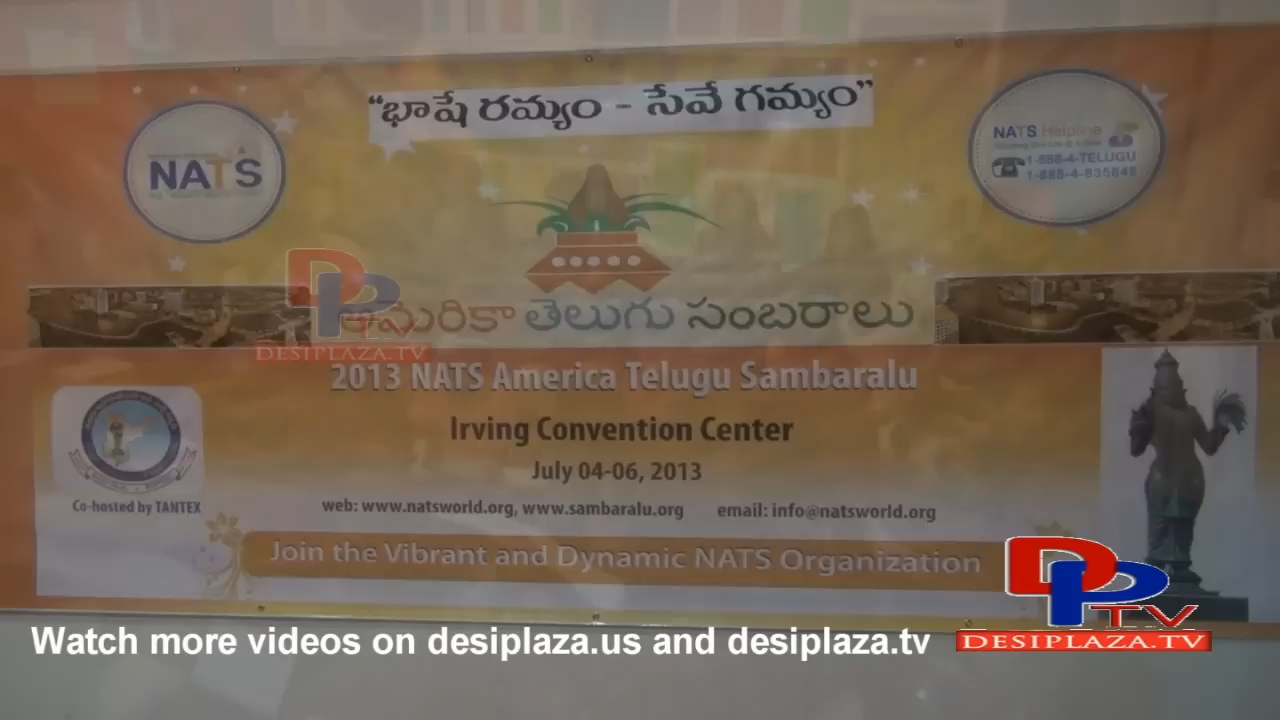 “భాషే రమ్యం - సేవే గమ్యం”
NATS
NATS Helpline
1-888-4-TELUGU
1-888-4-835848
అమెరికా తెలుగు సంబరాలు
DPTV
DESIPLAZA.TV
2013 NATS America Telugu Sambaralu
Irving Convention Center
July 04-06, 2013
Co-hosted by TANTEX
web: www.natsworld.org, www.sambaralu.org email: info@natsworld.org
Join the Vibrant and Dynamic NATS Organization
DPTV
DESIPLAZA.TV
Watch more videos on desiplaza.us and desiplaza.tv